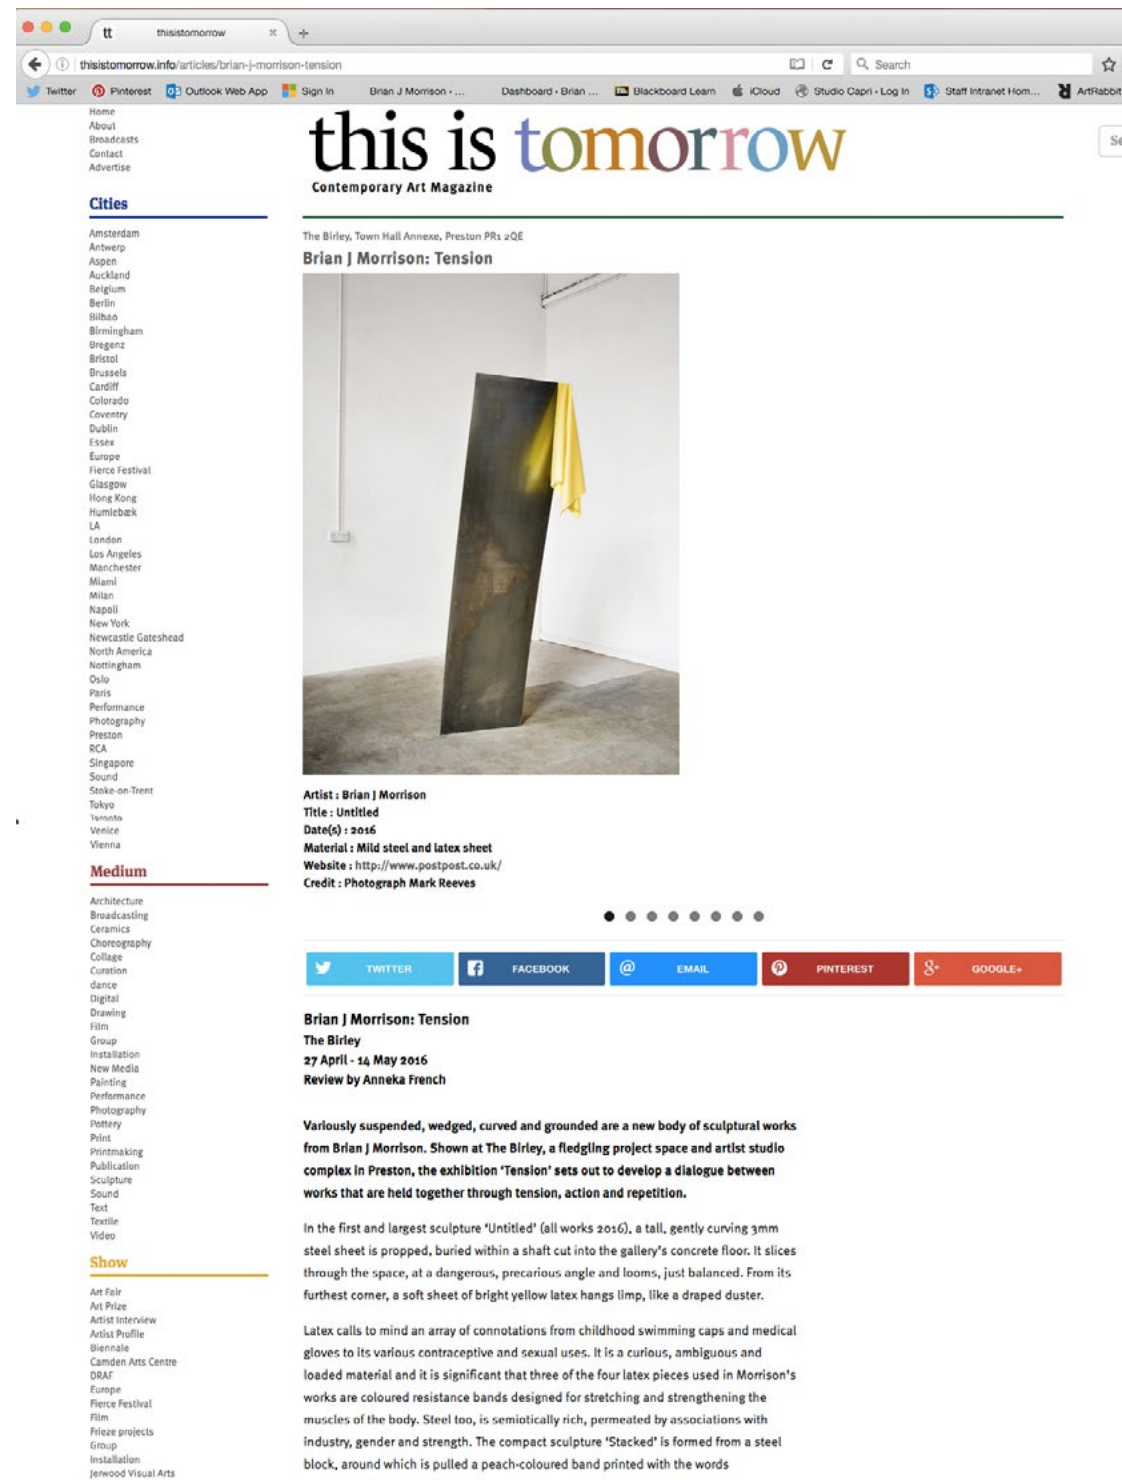 tt thisistomorrow
thisistomorrow.info/articles/brian-j-morrison-tension
Search
Twitter Pinterest Outlook Web App Sign In Brian J Morrison - ... Dashboard - Brian ... Blackboard Learn iCloud Studio Capri - Log In Staff Intranet Hom... ArtRabbit
Home
About
Broadcasts
Contact
Advertise
Cities
Amsterdam
Antwerp
Aspen
Auckland
Belgium
Berlin
Bilbao
Birmingham
Bregenz
Bristol
Brussels
Cardiff
Colorado
Coventry
Dublin
Essex
Europe
Fierce Festival
Glasgow
Hong Kong
Humlebæk
LA
London
Los Angeles
Manchester
Miami
Milan
Napoli
New York
Newcastle Gateshead
North America
Nottingham
Oslo
Paris
Performance
Photography
Preston
RCA
Singapore
Sound
Stoke-on-Trent
Tokyo
Toronto
Venice
Vienna
Medium
Architecture
Broadcasting
Ceramics
Choreography
Collage
Curation
dance
Digital
Drawing
Film
Group
Installation
New Media
Painting
Performance
Photography
Pottery
Print
Printmaking
Publication
Sculpture
Sound
Text
Textile
Video
Show
Art Fair
Art Prize
Artist Interview
Artist Profile
Biennale
Camden Arts Centre
DRAF
Europe
Fierce Festival
Film
Frieze projects
Group
Installation
Jerwood Visual Arts
this is tomorrow
Contemporary Art Magazine
Se
The Birley, Town Hall Annexe, Preston PR1 2QE
Brian J Morrison: Tension
Artist : Brian J Morrison
Title : Untitled
Date(s) : 2016
Material : Mild steel and latex sheet
Website : http://www.postpost.co.uk/
Credit : Photograph Mark Reeves
TWITTER FACEBOOK @ EMAIL PINTEREST g+ GOOGLE+
Brian J Morrison: Tension
The Birley
27 April - 14 May 2016
Review by Anneka French
Variously suspended, wedged, curved and grounded are a new body of sculptural works
from Brian J Morrison. Shown at The Birley, a fledgling project space and artist studio
complex in Preston, the exhibition ‘Tension’ sets out to develop a dialogue between
works that are held together through tension, action and repetition.
In the first and largest sculpture ‘Untitled’ (all works 2016), a tall, gently curving 3mm
steel sheet is propped, buried within a shaft cut into the gallery’s concrete floor. It slices
through the space, at a dangerous, precarious angle and looms, just balanced. From its
furthest corner, a soft sheet of bright yellow latex hangs limp, like a draped duster.
Latex calls to mind an array of connotations from childhood swimming caps and medical
gloves to its various contraceptive and sexual uses. It is a curious, ambiguous and
loaded material and it is significant that three of the four latex pieces used in Morrison’s
works are coloured resistance bands designed for stretching and strengthening the
muscles of the body. Steel too, is semiotically rich, permeated by associations with
industry, gender and strength. The compact sculpture ‘Stacked’ is formed from a steel
block, around which is pulled a peach-coloured band printed with the words